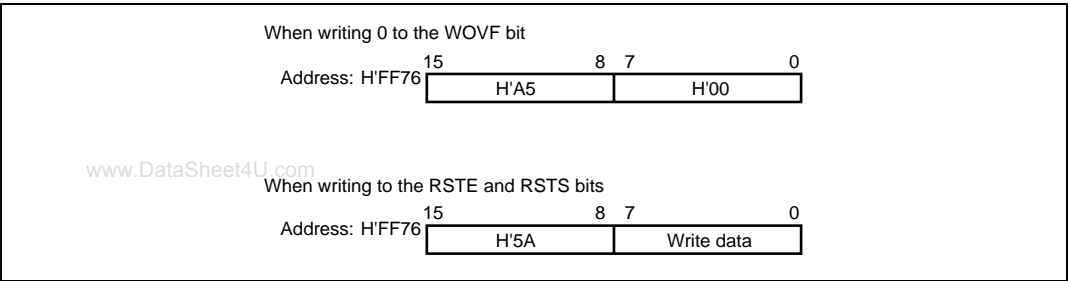 When writing 0 to the WOVF bit
15 8 7 0
Address: H'FF76 H'A5 H'00
www.DataSheet4U.com
When writing to the RSTE and RSTS bits
15 8 7 0
Address: H'FF76 H'5A Write data